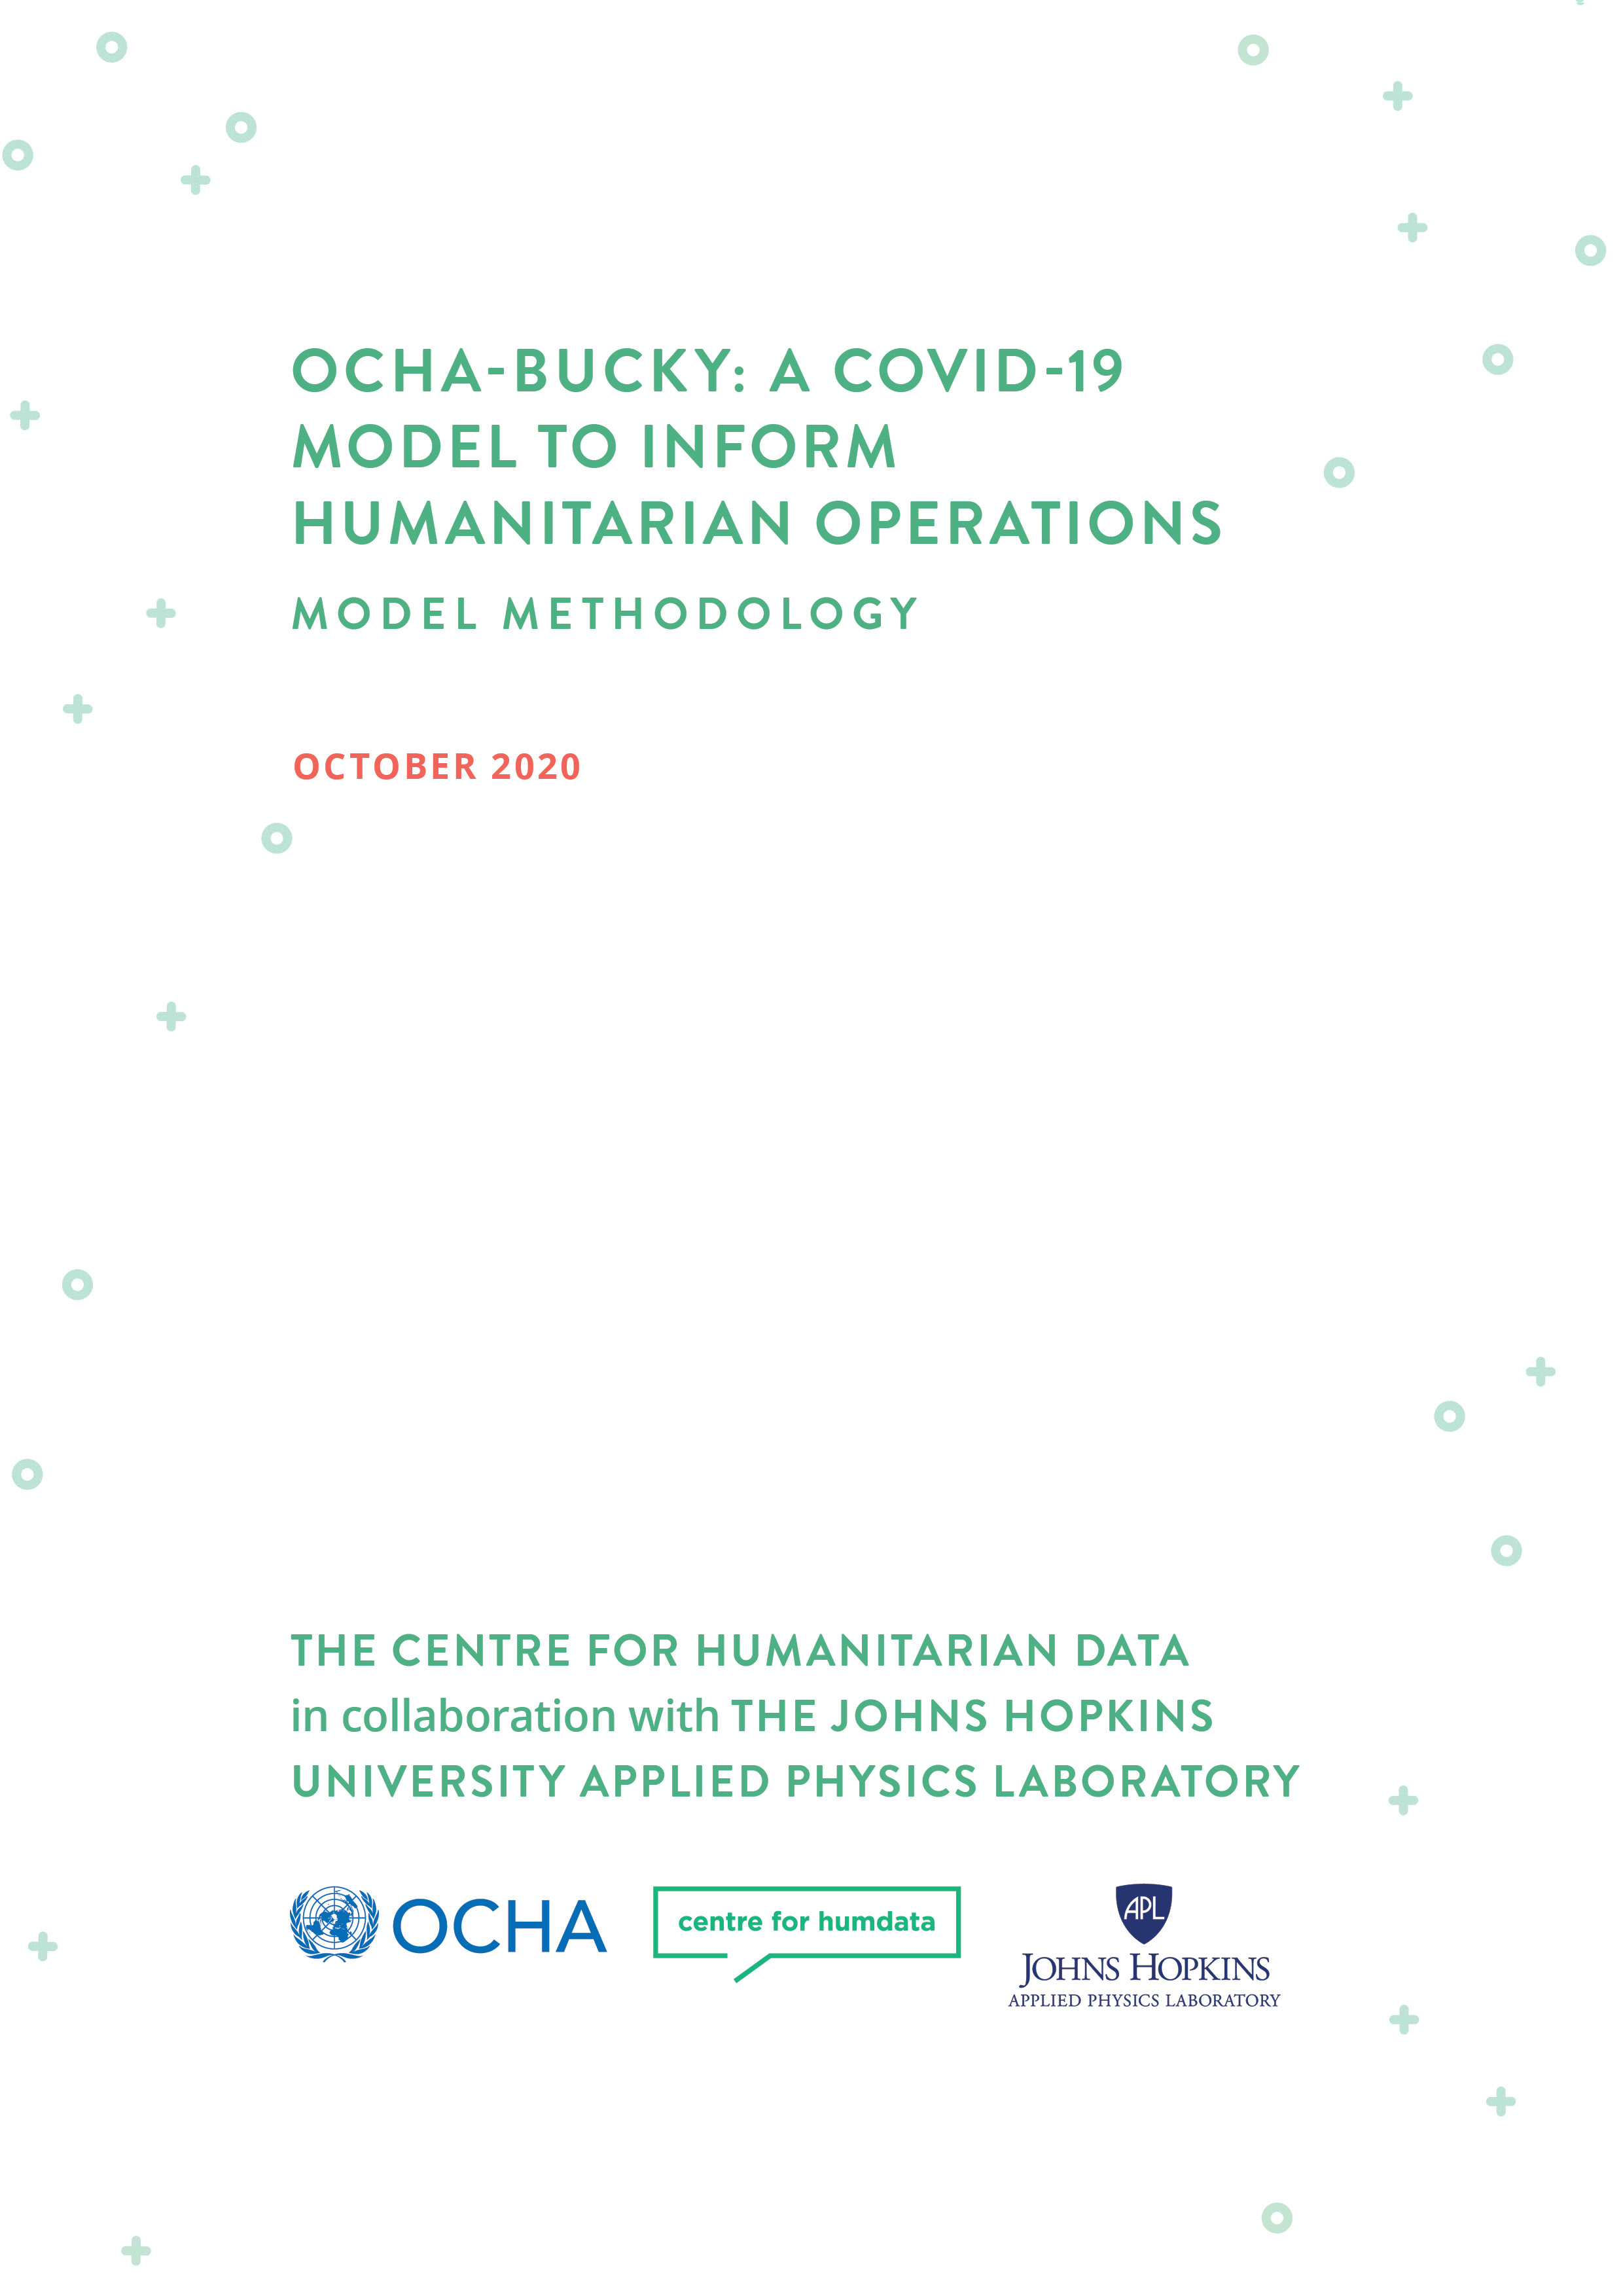 OCHA-BUCKY: A COVID-19
MODEL TO INFORM
HUMANITARIAN OPERATIONS
MODEL METHODOLOGY
OCTOBER 2020
THE CENTRE FOR HUMANITARIAN DATA
in collaboration with THE JOHNS HOPKINS
UNIVERSITY APPLIED PHYSICS LABORATORY
OCHA
centre for humdata
APL
JOHNS HOPKINS
APPLIED PHYSICS LABORATORY